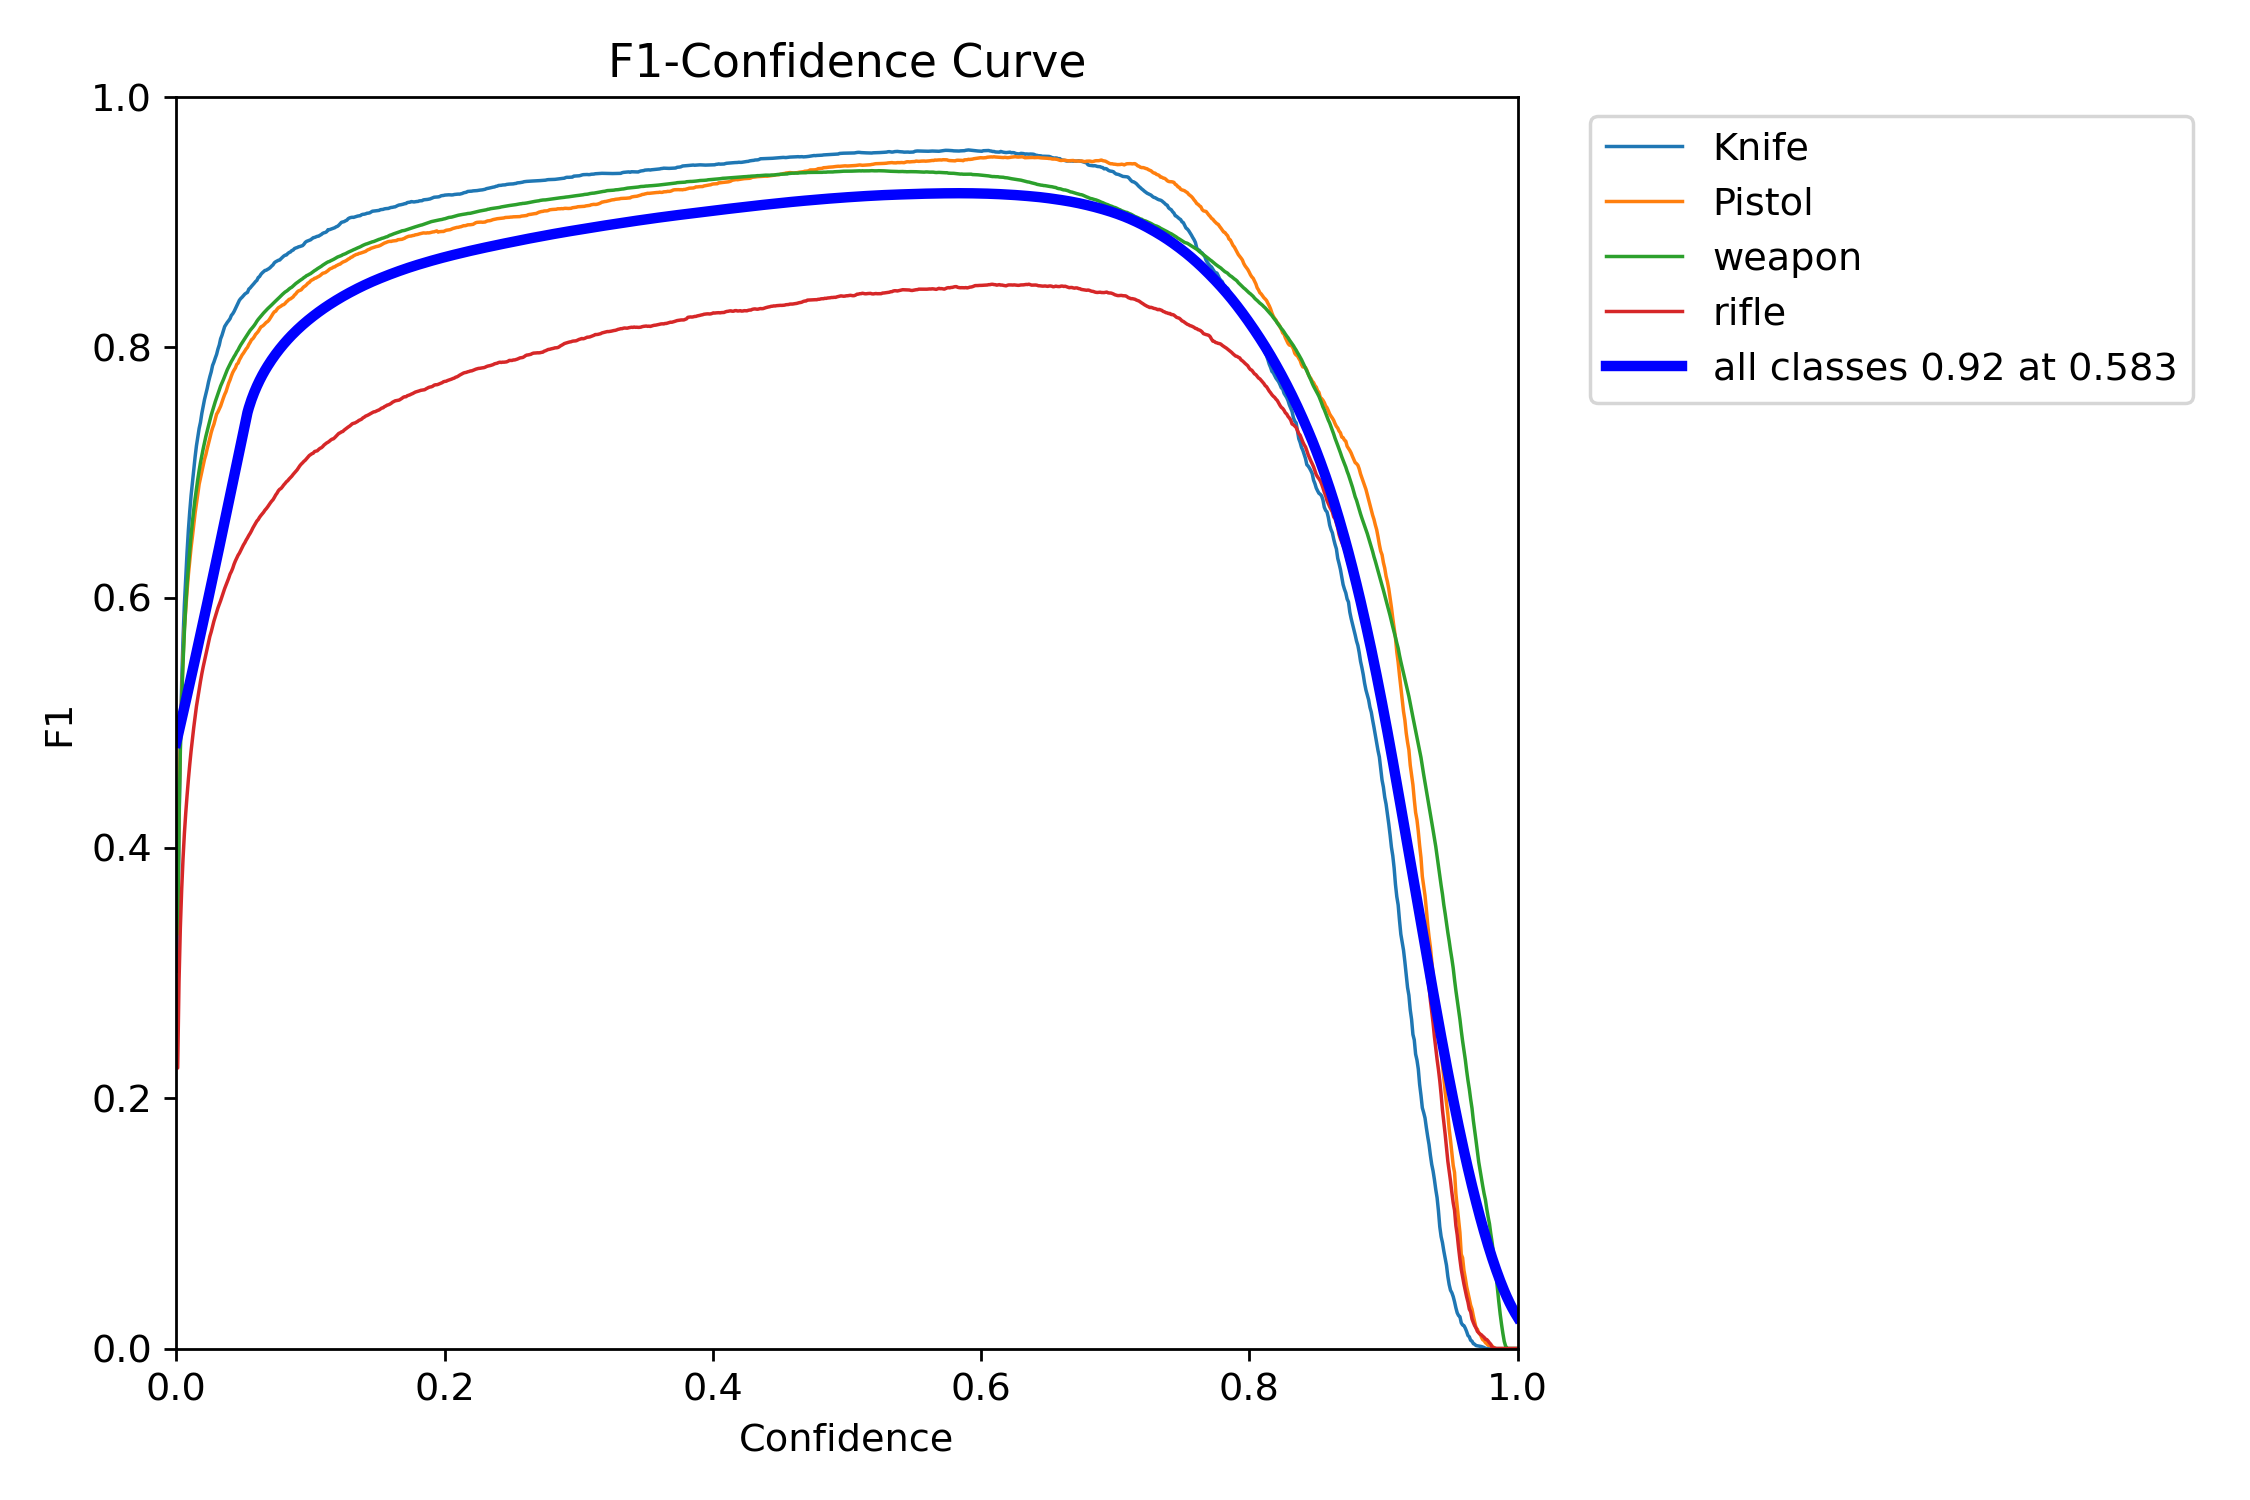 F1-Confidence Curve
1.0
0.8
0.6
0.4
0.2
0.0
F1
0.0 0.2 0.4 0.6 0.8 1.0
Confidence
Knife
Pistol
weapon
rifle
all classes 0.92 at 0.583